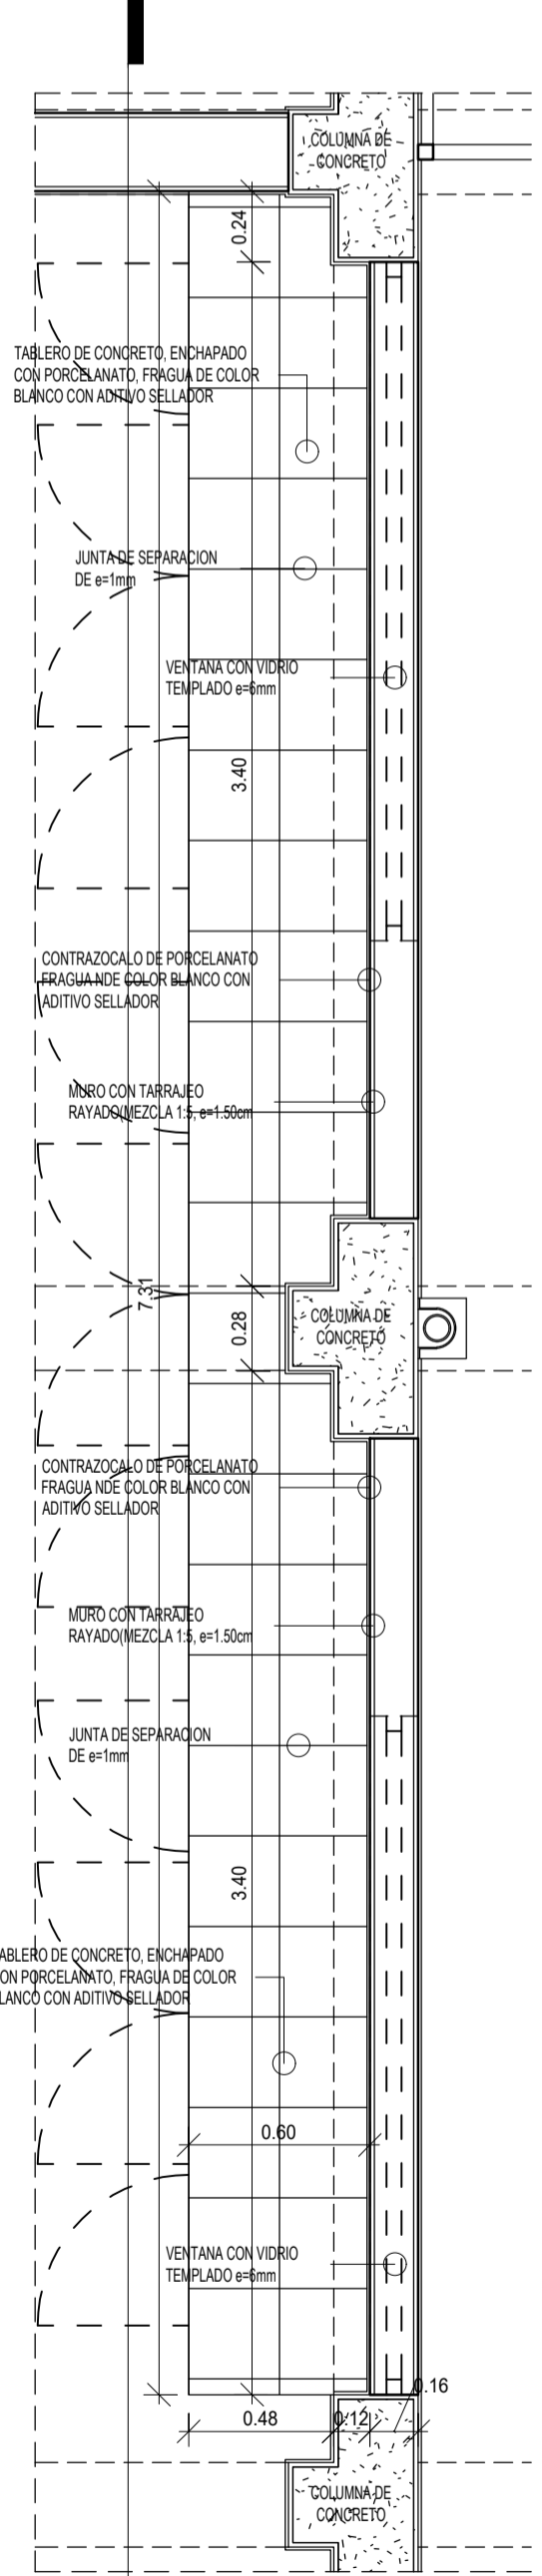 COLUMNA DE
CONCRETO
0.24
TABLERO DE CONCRETO, ENCHAPADO
CON PORCELANATO, FRAGUA DE COLOR
BLANCO CON ADITIVO SELLADOR
JUNTA DE SEPARACION
DE e=1mm
VENTANA CON VIDRIO
TEMPLADO e=6mm
3.40
CONTRAZOCALO DE PORCELANATO
FRAGUA NDE COLOR BLANCO CON
ADITIVO SELLADOR
MURO CON TARRAJEO
RAYADO(MEZCLA 1:5, e=1.50cm
7.31
0.28
COLUMNA DE
CONCRETO
CONTRAZOCALO DE PORCELANATO
FRAGUA NDE COLOR BLANCO CON
ADITIVO SELLADOR
MURO CON TARRAJEO
RAYADO(MEZCLA 1:5, e=1.50cm
JUNTA DE SEPARACION
DE e=1mm
3.40
ABLERO DE CONCRETO, ENCHAPADO
ON PORCELANATO, FRAGUA DE COLOR
LANCO CON ADITIVO SELLADOR
0.60
VENTANA CON VIDRIO
TEMPLADO e=6mm
0.16
0.48
0.12
COLUMNA DE
CONCRETO